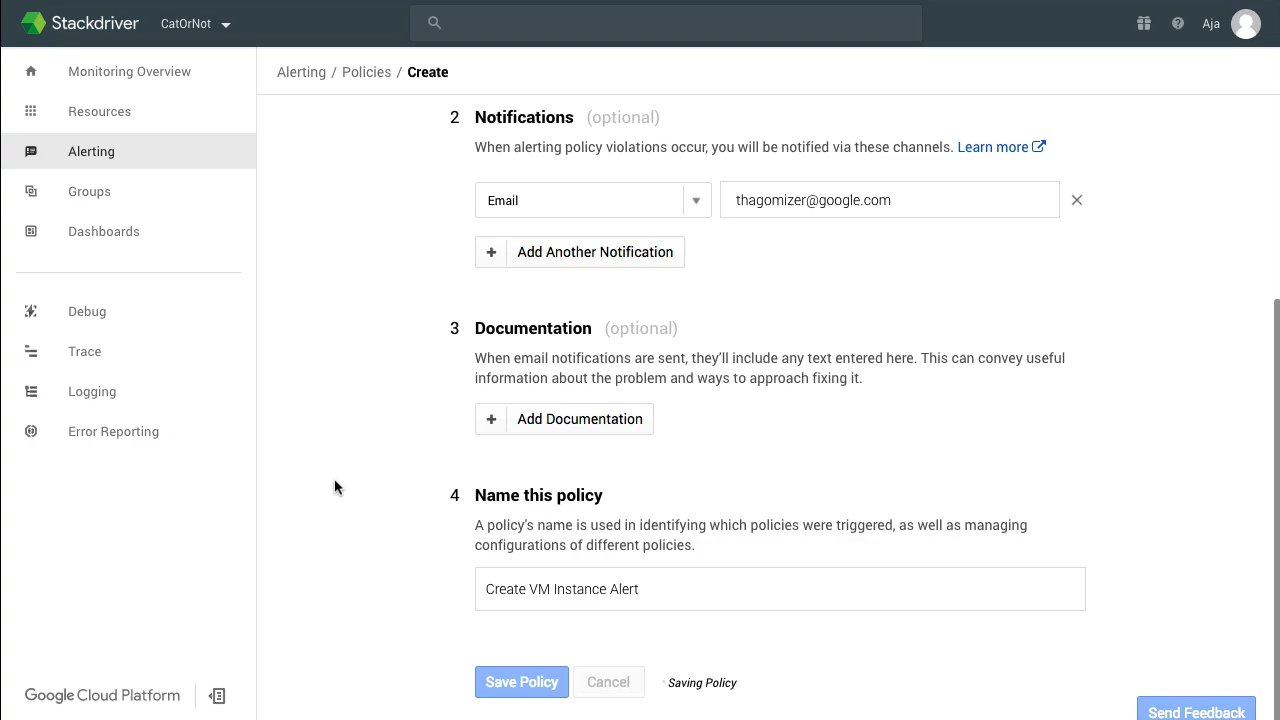 Stackdriver CatOrNot Aja
Monitoring Overview
Resources
Alerting
Groups
Dashboards
Debug
Trace
Logging
Error Reporting
Google Cloud Platform
Alerting / Policies / Create
2 Notifications (optional)
When alerting policy violations occur, you will be notified via these channels. Learn more
Email thagomizer@google.com
+ Add Another Notification
3 Documentation (optional)
When email notifications are sent, they'll include any text entered here. This can convey useful
information about the problem and ways to approach fixing it.
+ Add Documentation
4 Name this policy
A policy's name is used in identifying which policies were triggered, as well as managing
configurations of different policies.
Create VM Instance Alert
Save Policy Cancel Saving Policy
Send Feedback